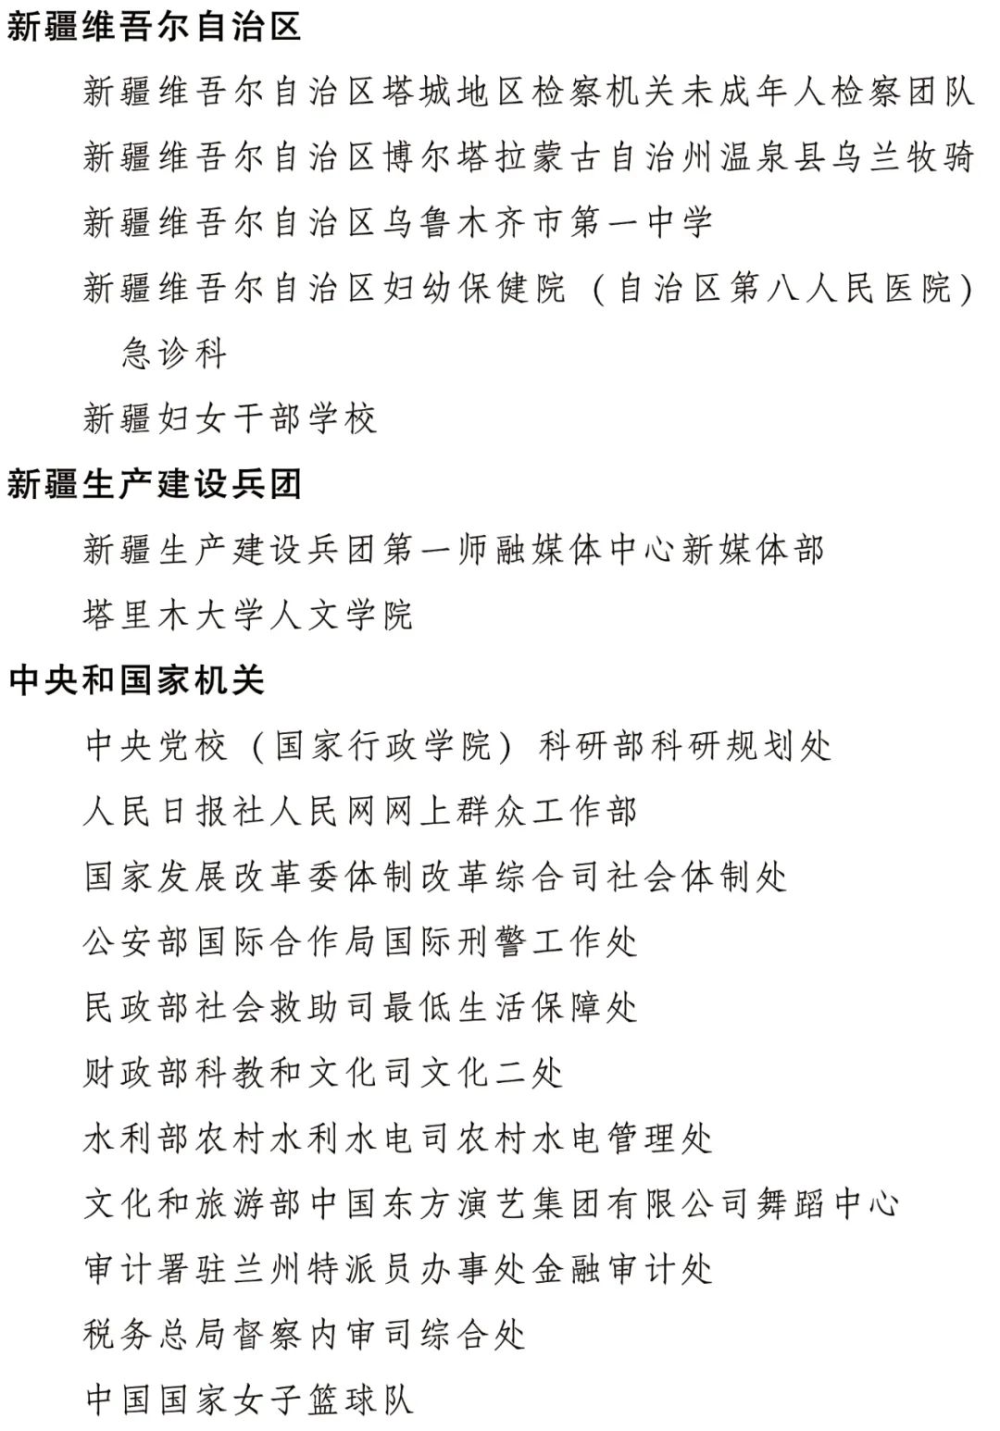 新疆维吾尔自治区
新疆维吾尔自治区塔城地区检察机关未成年人检察团队
新疆维吾尔自治区博尔塔拉蒙古自治州温泉县乌兰牧骑
新疆维吾尔自治区乌鲁木齐市第一中学
新疆维吾尔自治区妇幼保健院（自治区第八人民医院）
急诊科
新疆妇女干部学校
新疆生产建设兵团
新疆生产建设兵团第一师融媒体中心新媒体部
塔里木大学人文学院
中央和国家机关
中央党校（国家行政学院）科研部科研规划处
人民日报社人民网网上群众工作部
国家发展改革委体制改革综合司社会体制处
公安部国际合作局国际刑警工作处
民政部社会救助司最低生活保障处
财政部科教和文化司文化二处
水利部农村水利水电司农村水电管理处
文化和旅游部中国东方演艺集团有限公司舞蹈中心
审计署驻兰州特派员办事处金融审计处
税务总局督察内审司综合处
中国国家女子篮球队